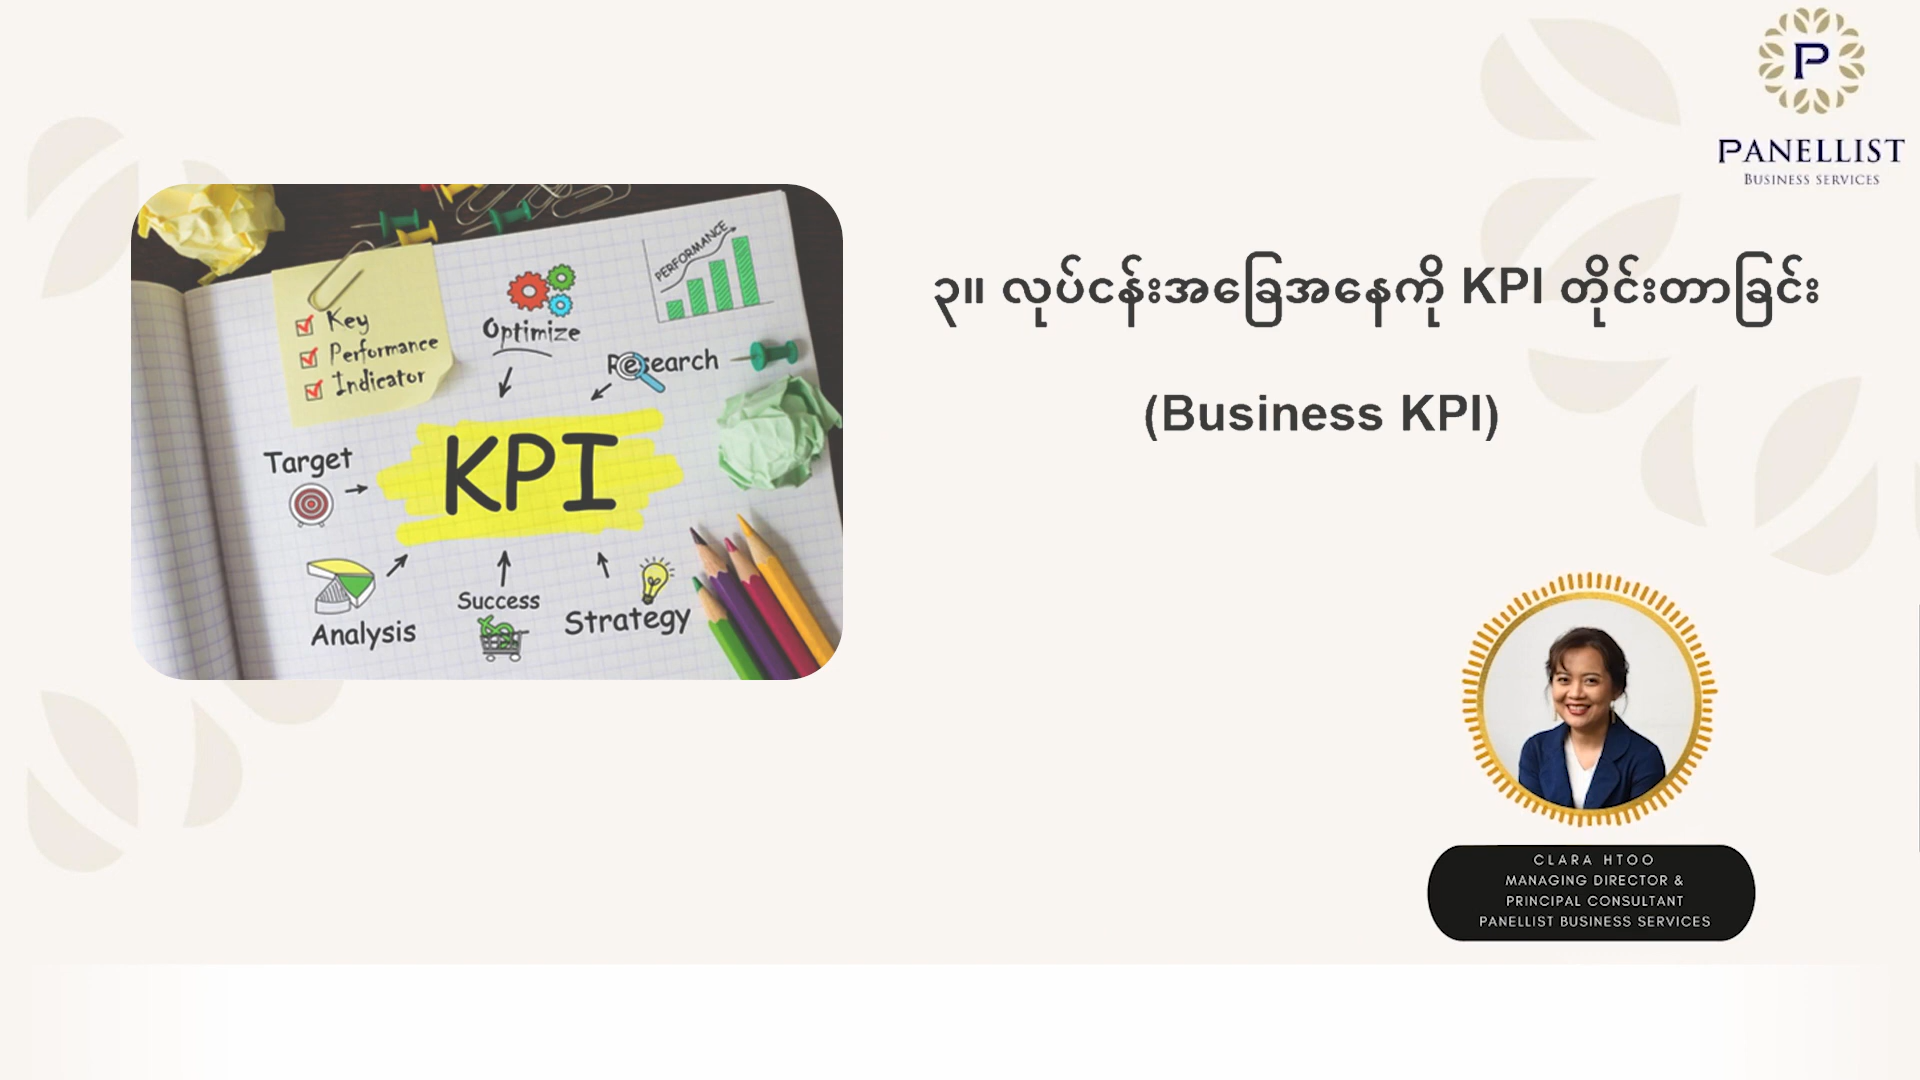 P
PANELLIST
BUSINESS SERVICES
Key
Performance
Indicator
Optimize
PERFORMANCE
Research
Target
KPI
Analysis
Success
Strategy
၃။ လုပ်ငန်းအခြေအနေကို KPI တိုင်းတာခြင်း
(Business KPI)
CLARA HTOO
MANAGING DIRECTOR &
PRINCIPAL CONSULTANT
PANELLIST BUSINESS SERVICES